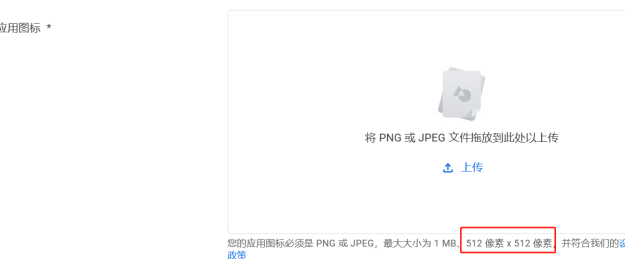 应用图标 *
将 PNG 或 JPEG 文件拖放到此处以上传
上传
您的应用图标必须是 PNG 或 JPEG，最大大小为 1 MB、512 像素 x 512 像素，并符合我们的
政策